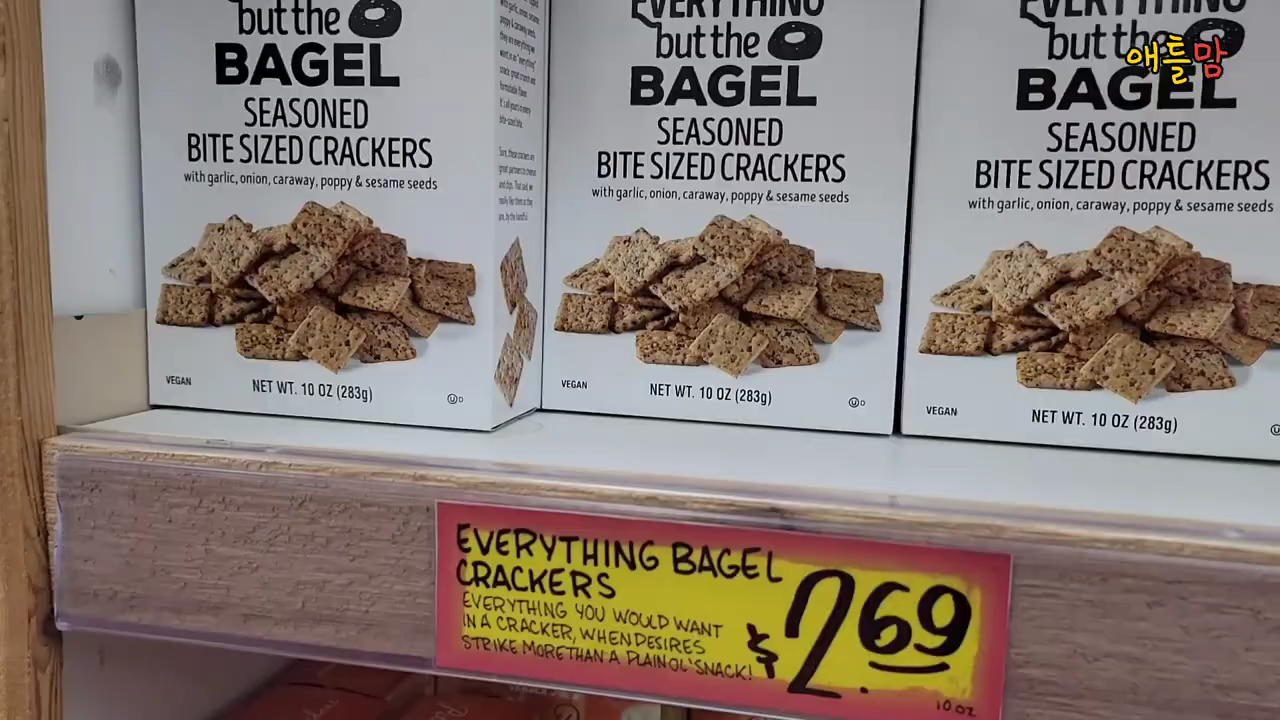 but the
BAGEL
SEASONED
BITE SIZED CRACKERS
with garlic, onion, caraway, poppy & sesame seeds
VEGAN
NET WT. 10 OZ (283g)
EVERYTHING
but the
BAGEL
SEASONED
BITE SIZED CRACKERS
with garlic, onion, caraway, poppy & sesame seeds
VEGAN
NET WT. 10 OZ (283g)
EVERYTHING
but the
BAGEL
SEASONED
BITE SIZED CRACKERS
with garlic, onion, caraway, poppy & sesame seeds
VEGAN
NET WT. 10 OZ (283g)
애틀맘
EVERYTHING BAGEL
CRACKERS
EVERYTHING YOU WOULD WANT
IN A CRACKER, WHEN DESIRES
STRIKE MORE THAN A PLAIN OL' SNACK!
$2.69
10 oz